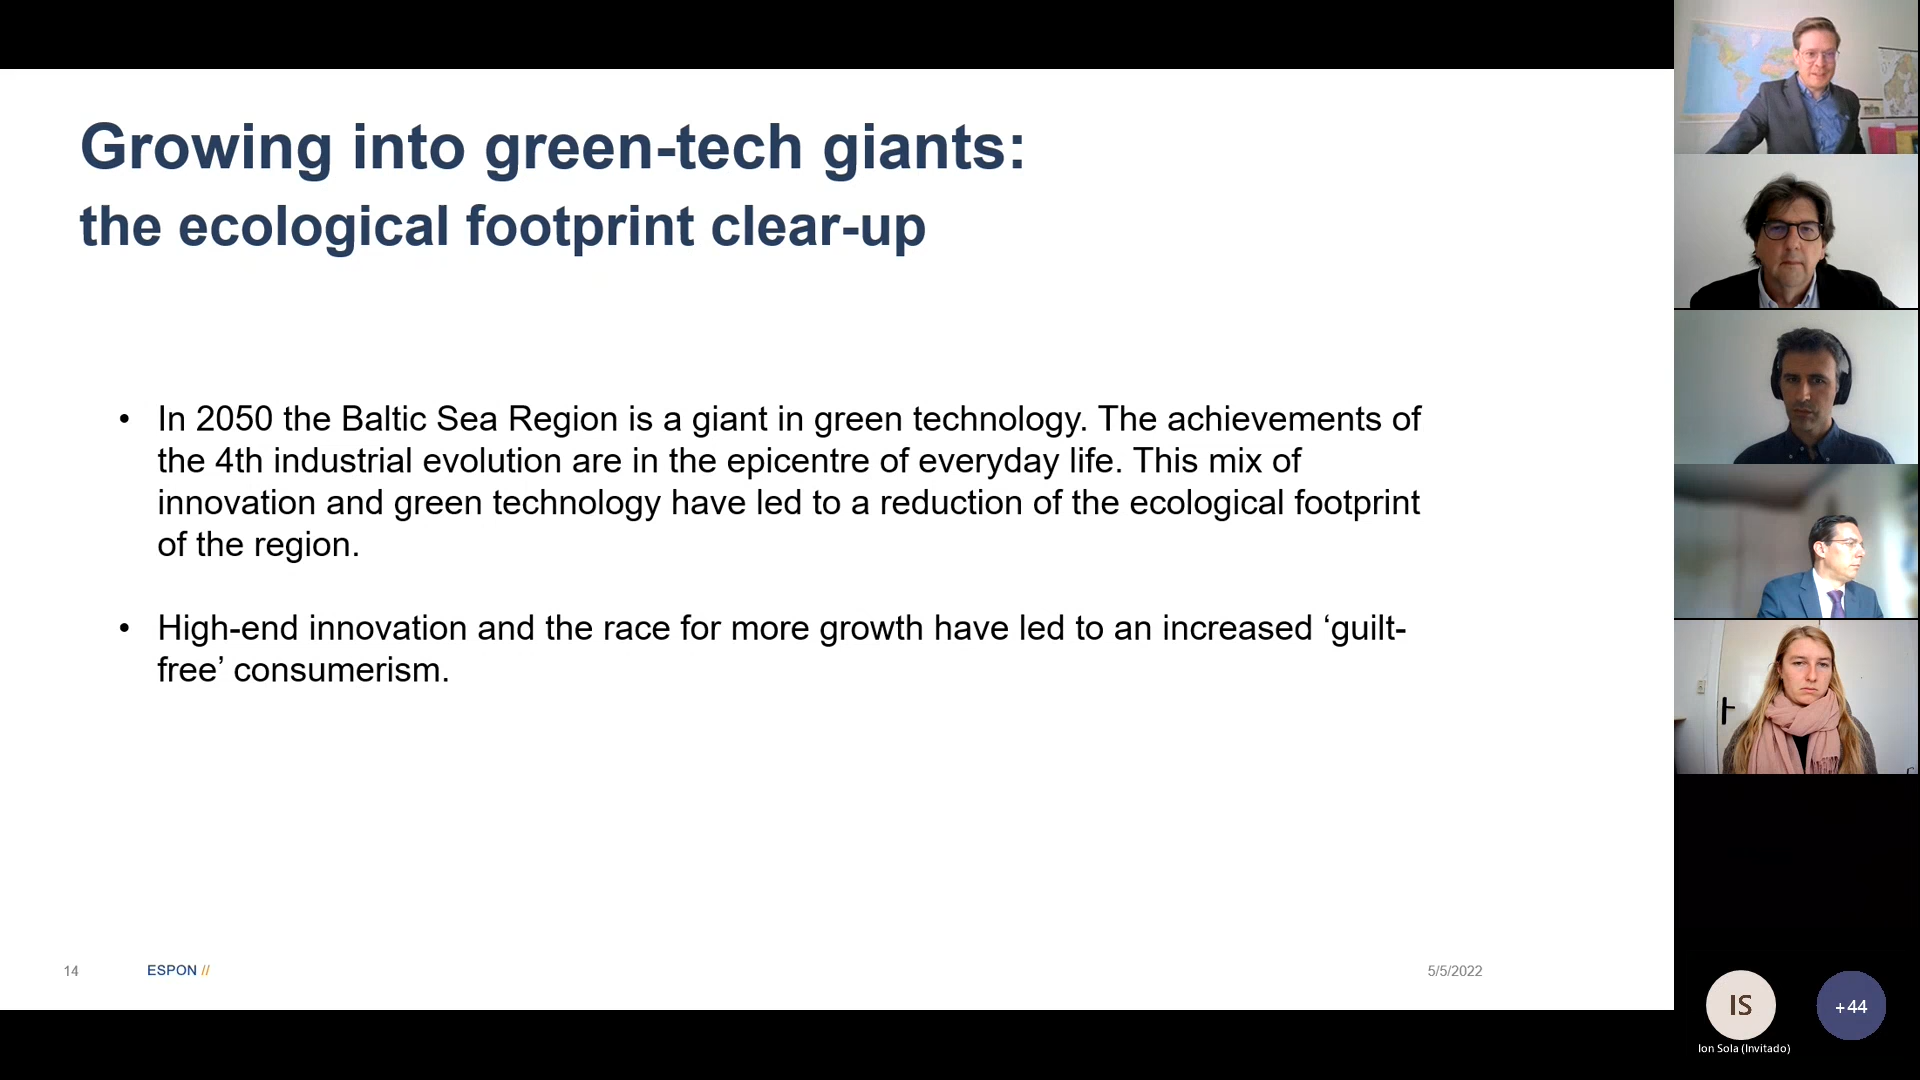 Growing into green-tech giants:
the ecological footprint clear-up
• In 2050 the Baltic Sea Region is a giant in green technology. The achievements of
the 4th industrial evolution are in the epicentre of everyday life. This mix of
innovation and green technology have led to a reduction of the ecological footprint
of the region.
• High-end innovation and the race for more growth have led to an increased ‘guilt-
free’ consumerism.
14
ESPON //
5/5/2022
IS
+44
Ion Sola (Invitado)